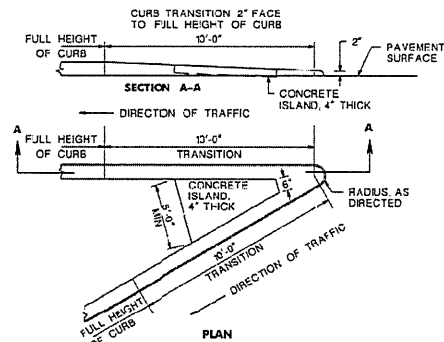 CURB TRANSITION 2" FACE
TO FULL HEIGHT OF CURB
FULL HEIGHT
OF CURB
10'-0"
2"
PAVEMENT
SURFACE
SECTION A-A
CONCRETE
ISLAND, 4" THICK
DIRECTION OF TRAFFIC
A
FULL HEIGHT
OF CURB
10'-0"
TRANSITION
A
CONCRETE
ISLAND,
4" THICK
6"
RADIUS, AS
DIRECTED
5'-0"
MIN
10'-0"
TRANSITION
DIRECTION OF TRAFFIC
FULL HEIGHT
OF CURB
PLAN